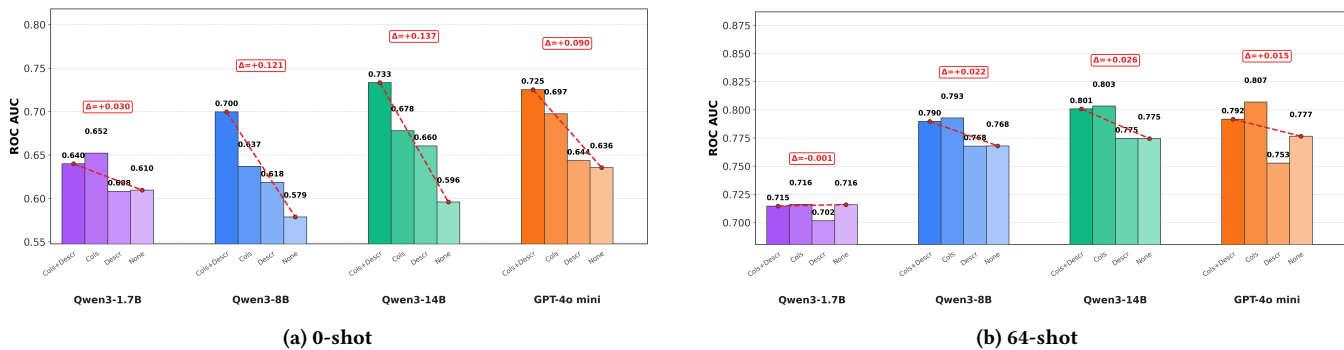 0.80
0.75
0.70
0.65
0.60
0.55
ROC AUC
Δ=+0.030
Δ=+0.121
Δ=+0.137
Δ=+0.090
0.640
0.652
0.608
0.610
0.700
0.637
0.618
0.579
0.733
0.678
0.660
0.596
0.725
0.697
0.644
0.636
Cols+Descr Cols Descr None
Cols+Descr Cols Descr None
Cols+Descr Cols Descr None
Cols+Descr Cols Descr None
Qwen3-1.7B Qwen3-8B Qwen3-14B GPT-4o mini
(a) 0-shot
0.875
0.850
0.825
0.800
0.775
0.750
0.725
0.700
ROC AUC
Δ=-0.001
Δ=+0.022
Δ=+0.026
Δ=+0.015
0.715
0.716
0.702
0.716
0.790
0.793
0.768
0.768
0.801
0.803
0.775
0.775
0.792
0.807
0.753
0.777
Cols+Descr Cols Descr None
Cols+Descr Cols Descr None
Cols+Descr Cols Descr None
Cols+Descr Cols Descr None
Qwen3-1.7B Qwen3-8B Qwen3-14B GPT-4o mini
(b) 64-shot